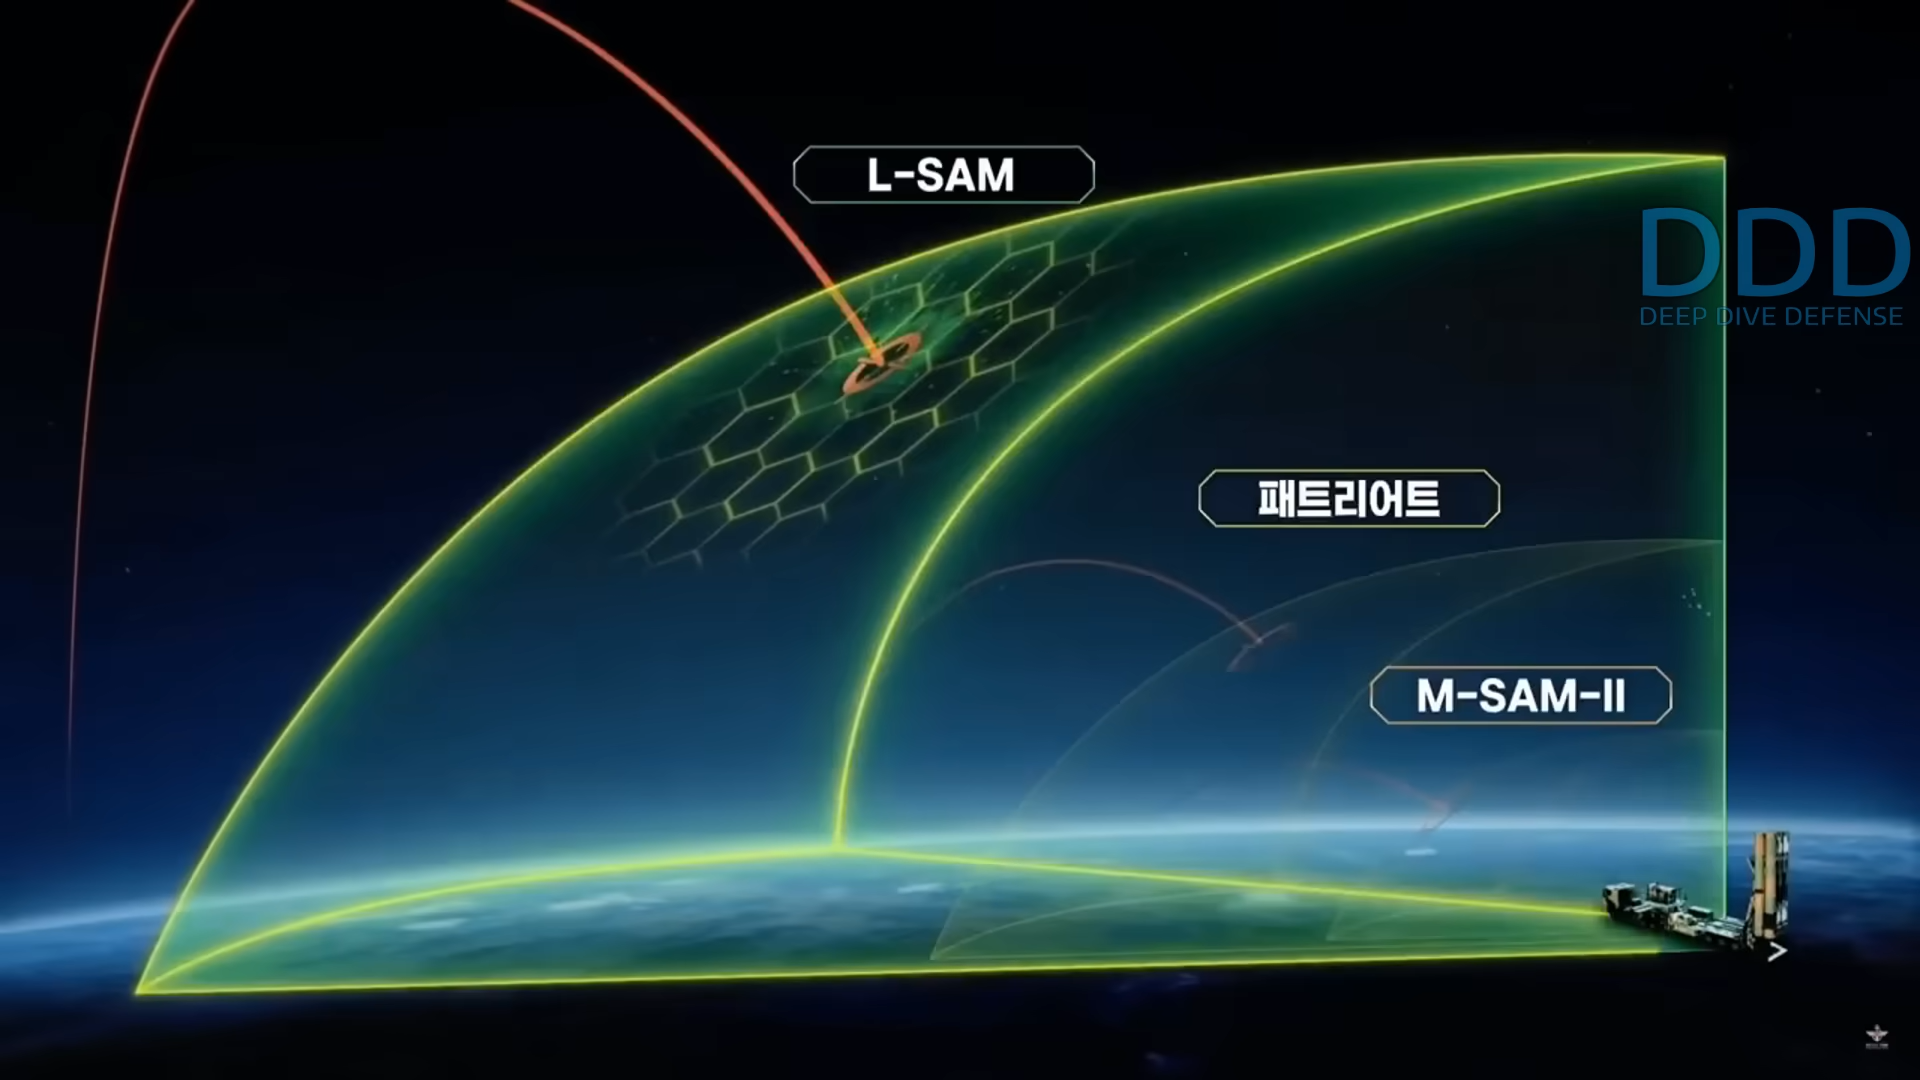 L-SAM
DDD
DEEP DIVE DEFENSE
패트리어트
M-SAM-II